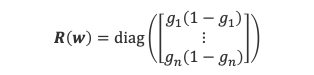 R(w) = diag([g₁(1 − g₁)
⋮
gₙ(1 − gₙ)])